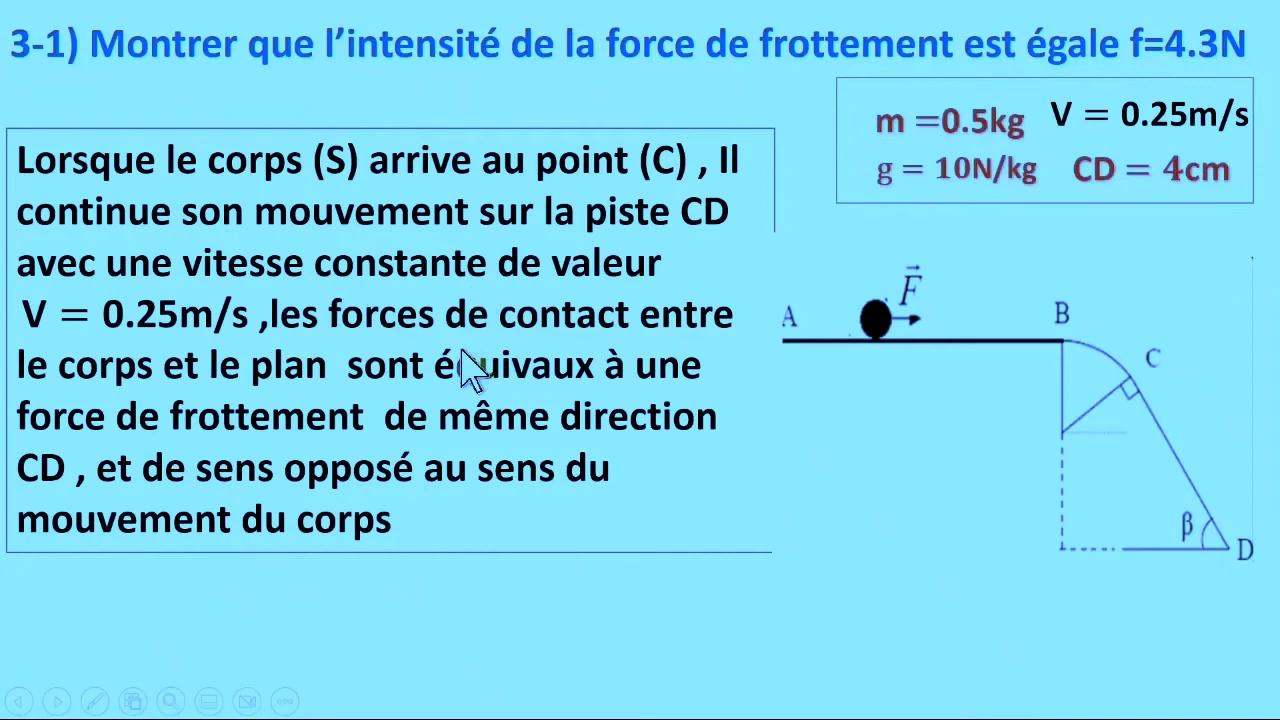 3-1) Montrer que l’intensité de la force de frottement est égale f=4.3N
m =0.5kg V = 0.25m/s
g = 10N/kg CD = 4cm
Lorsque le corps (S) arrive au point (C) , Il
continue son mouvement sur la piste CD
avec une vitesse constante de valeur
V = 0.25m/s ,les forces de contact entre
le corps et le plan sont équivaux à une
force de frottement de même direction
CD , et de sens opposé au sens du
mouvement du corps
F
A
B
C
β
D